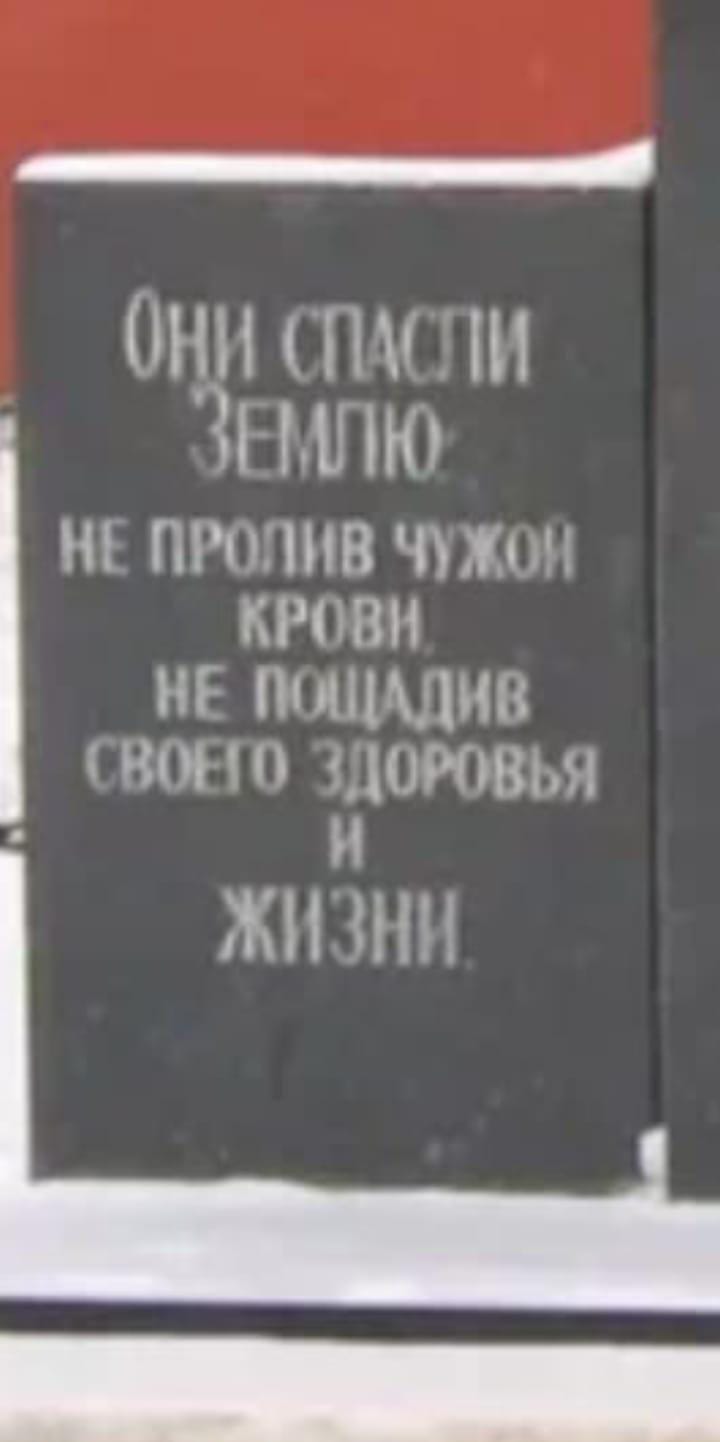 Они спасли
Землю:
не пролив чужой
крови,
не пощадив
своего здоровья
и
жизни.